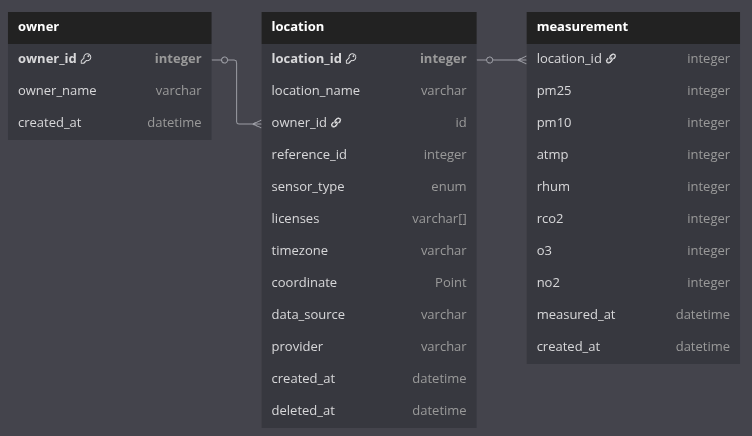 owner
owner_id integer
owner_name varchar
created_at datetime
location
location_id integer
location_name varchar
owner_id id
reference_id integer
sensor_type enum
licenses varchar[]
timezone varchar
coordinate Point
data_source varchar
provider varchar
created_at datetime
deleted_at datetime
measurement
location_id integer
pm25 integer
pm10 integer
atmp integer
rhum integer
rco2 integer
o3 integer
no2 integer
measured_at datetime
created_at datetime